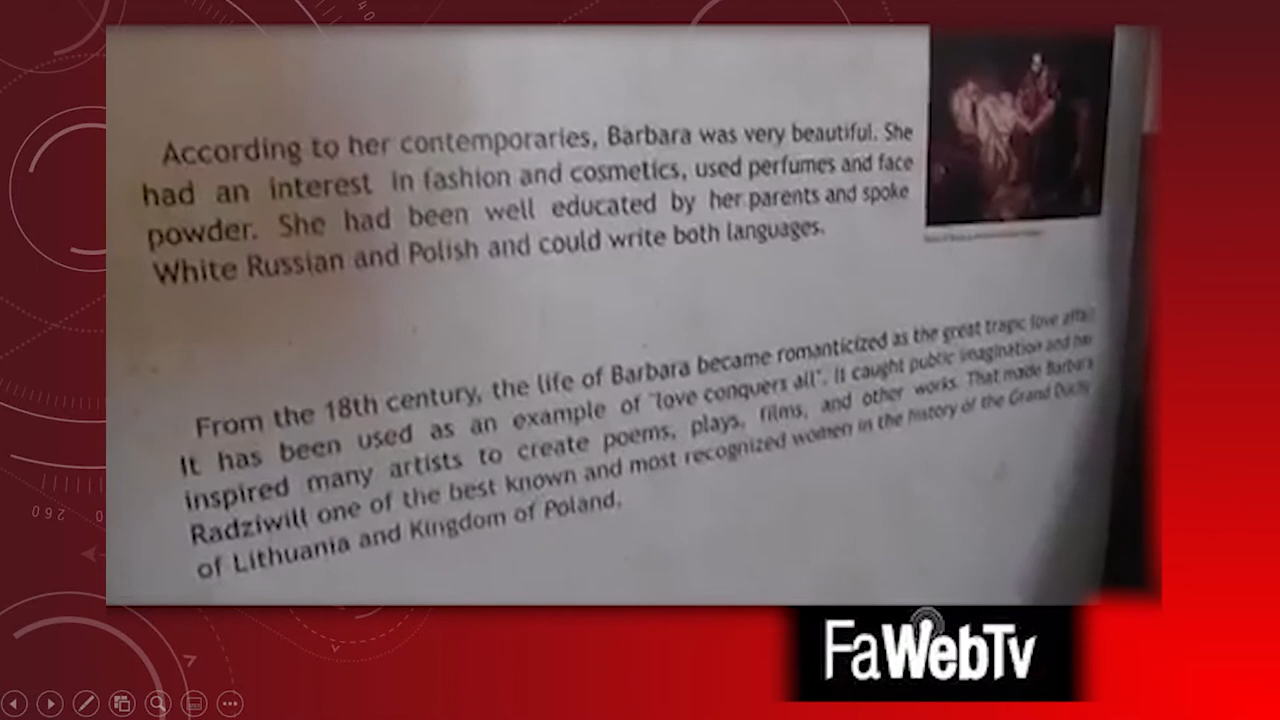 According to her contemporaries, Barbara was very beautiful. She
had an interest in fashion and cosmetics, used perfumes and face
powder. She had been well educated by her parents and spoke
White Russian and Polish and could write both languages.
From the 18th century, the life of Barbara became romanticized as the great tragic love affair
It has been used as an example of "love conquers all". It caught public imagination and has
inspired many artists to create poems, plays, films, and other works. That made Barbara
Radziwill one of the best known and most recognized women in the history of the Grand Duchy
of Lithuania and Kingdom of Poland.
FaWebTv
260
40